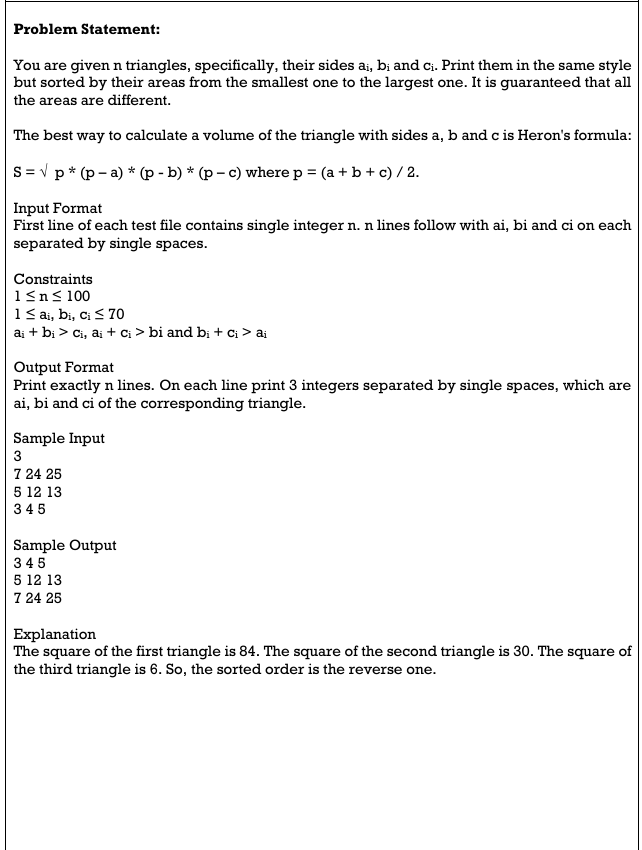 Problem Statement:
You are given n triangles, specifically, their sides aᵢ, bᵢ and cᵢ. Print them in the same style
but sorted by their areas from the smallest one to the largest one. It is guaranteed that all
the areas are different.
The best way to calculate a volume of the triangle with sides a, b and c is Heron's formula:
S = √ p * (p – a) * (p - b) * (p – c) where p = (a + b + c) / 2.
Input Format
First line of each test file contains single integer n. n lines follow with ai, bi and ci on each
separated by single spaces.
Constraints
1 ≤ n ≤ 100
1 ≤ aᵢ, bᵢ, cᵢ ≤ 70
aᵢ + bᵢ > cᵢ, aᵢ + cᵢ > bi and bᵢ + cᵢ > aᵢ
Output Format
Print exactly n lines. On each line print 3 integers separated by single spaces, which are
ai, bi and ci of the corresponding triangle.
Sample Input
3
7 24 25
5 12 13
3 4 5
Sample Output
3 4 5
5 12 13
7 24 25
Explanation
The square of the first triangle is 84. The square of the second triangle is 30. The square of
the third triangle is 6. So, the sorted order is the reverse one.